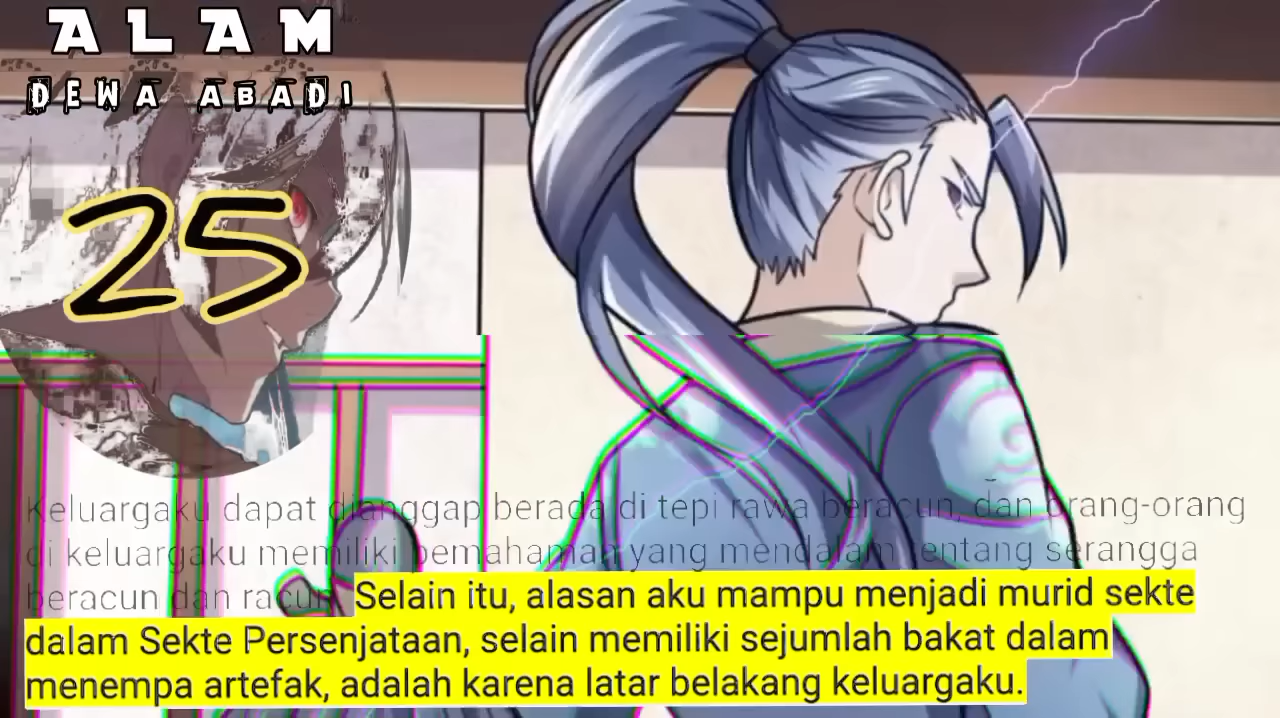 ALAM
DEWA ABADI
25
Keluargaku dapat dianggap berada di tepi rawa beracun, dan orang-orang
di keluargaku memiliki pemahaman yang mendalam tentang serangga
beracun dan racun. Selain itu, alasan aku mampu menjadi murid sekte
dalam Sekte Persenjataan, selain memiliki sejumlah bakat dalam
menempa artefak, adalah karena latar belakang keluargaku.